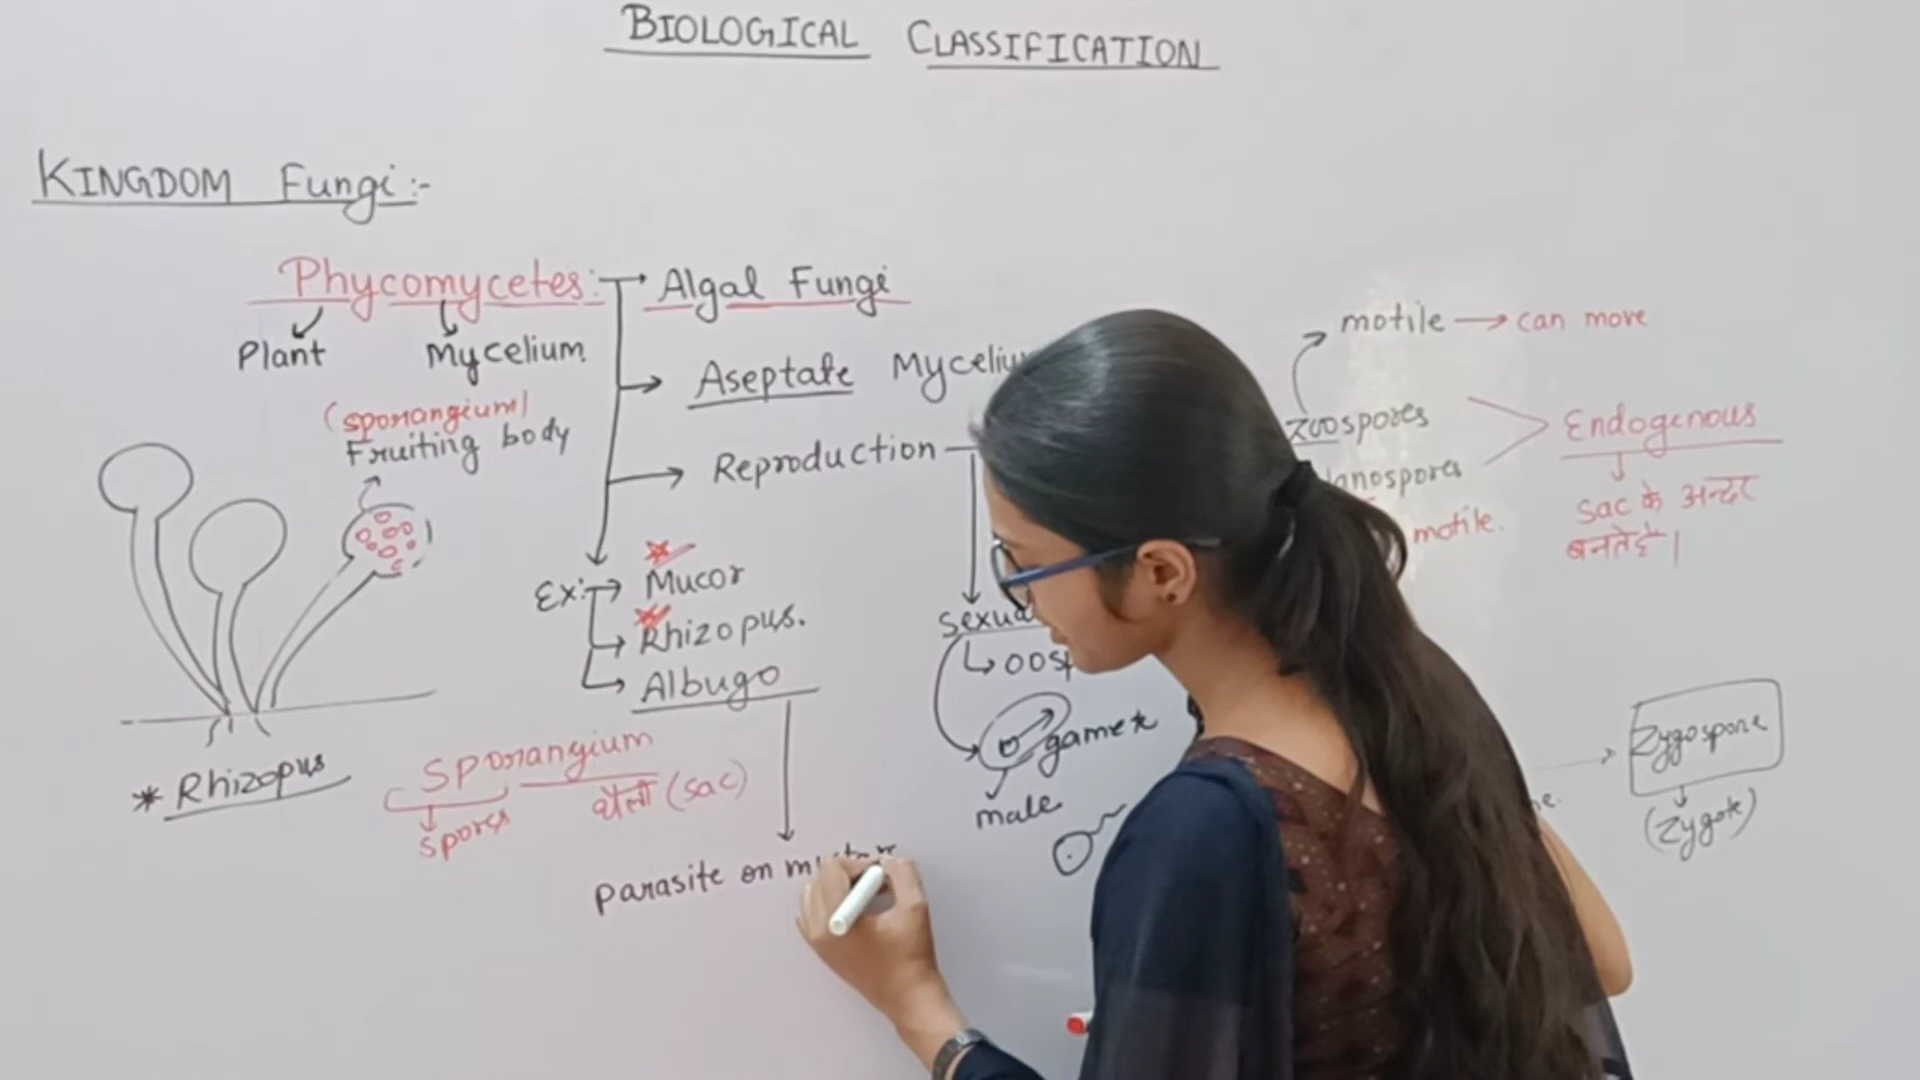 BIOLOGICAL CLASSIFICATION
KINGDOM Fungi:-
Phycomycetes: → Algal Fungi
Plant
Mycelium
Aseptate
Reproduction
(sporangium)
Fruiting body
Ex:→ Mucor
Rhizopus.
Albugo
parasite on
* Rhizopus
Sporangium
spores
थैली (sac)
gamete
male
motile → can move
zoospores
motile.
Endogenous
sac के अन्दर
बनते है।
Zygospore
(Zygote)